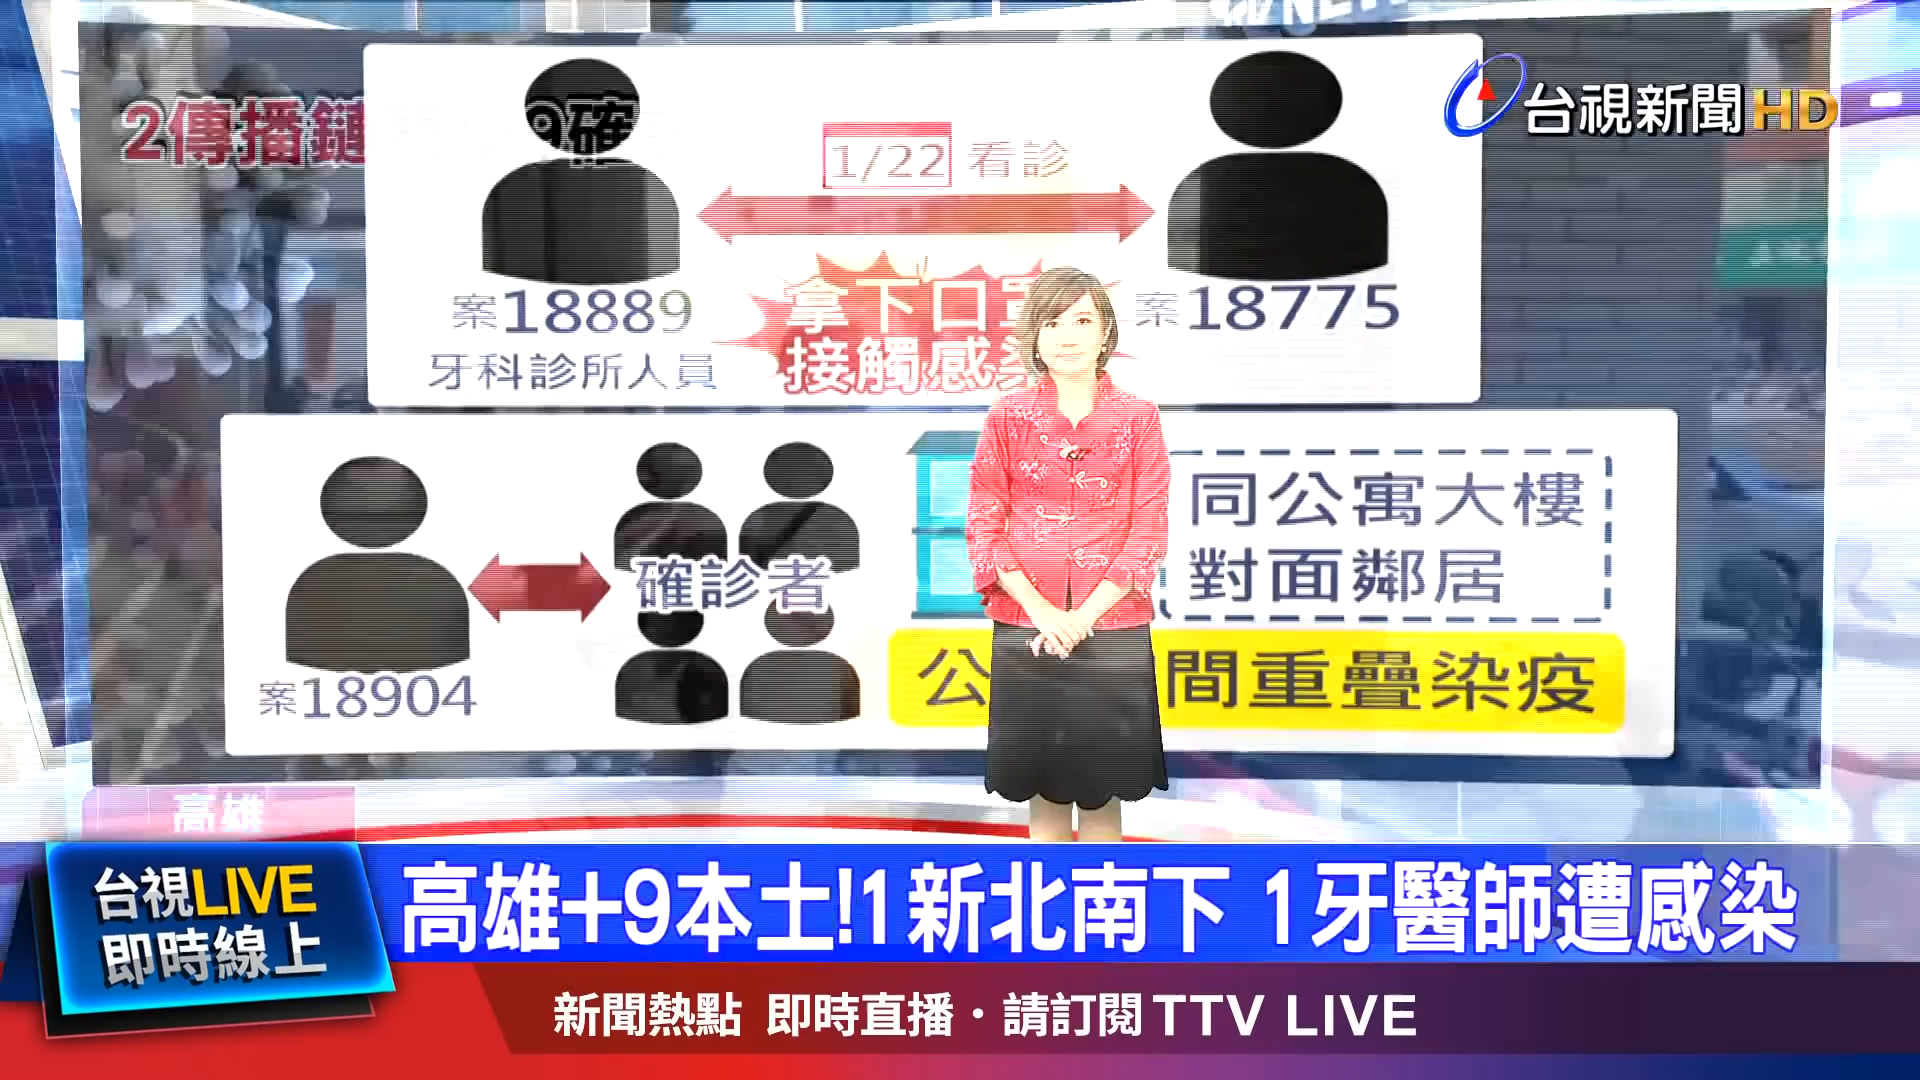 台視新聞HD
2傳播鏈
9確
1/22 看診
案18889
牙科診所人員
拿下口罩
接觸感染
案18775
案18904
確診者
同公寓大樓
對面鄰居
公 間重疊染疫
高雄
台視LIVE
即時線上
高雄+9本土!1新北南下 1牙醫師遭感染
新聞熱點 即時直播・請訂閱TTV LIVE